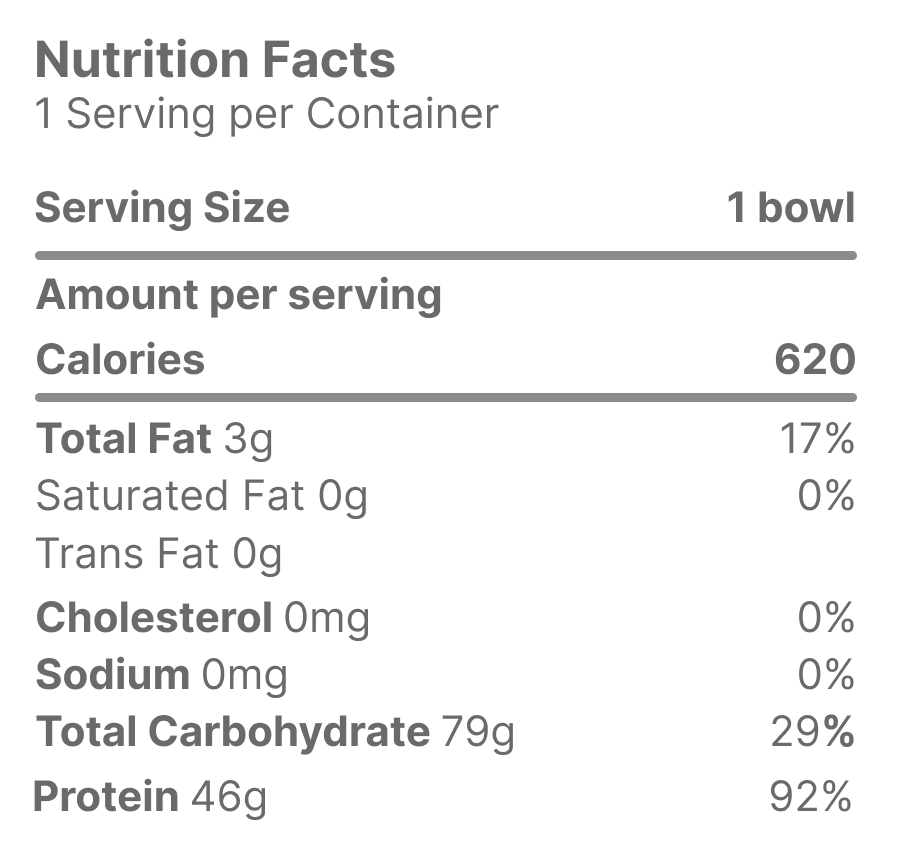 Nutrition Facts
1 Serving per Container
Serving Size 1 bowl
Amount per serving
Calories 620
Total Fat 3g 17%
Saturated Fat 0g 0%
Trans Fat 0g
Cholesterol 0mg 0%
Sodium 0mg 0%
Total Carbohydrate 79g 29%
Protein 46g 92%